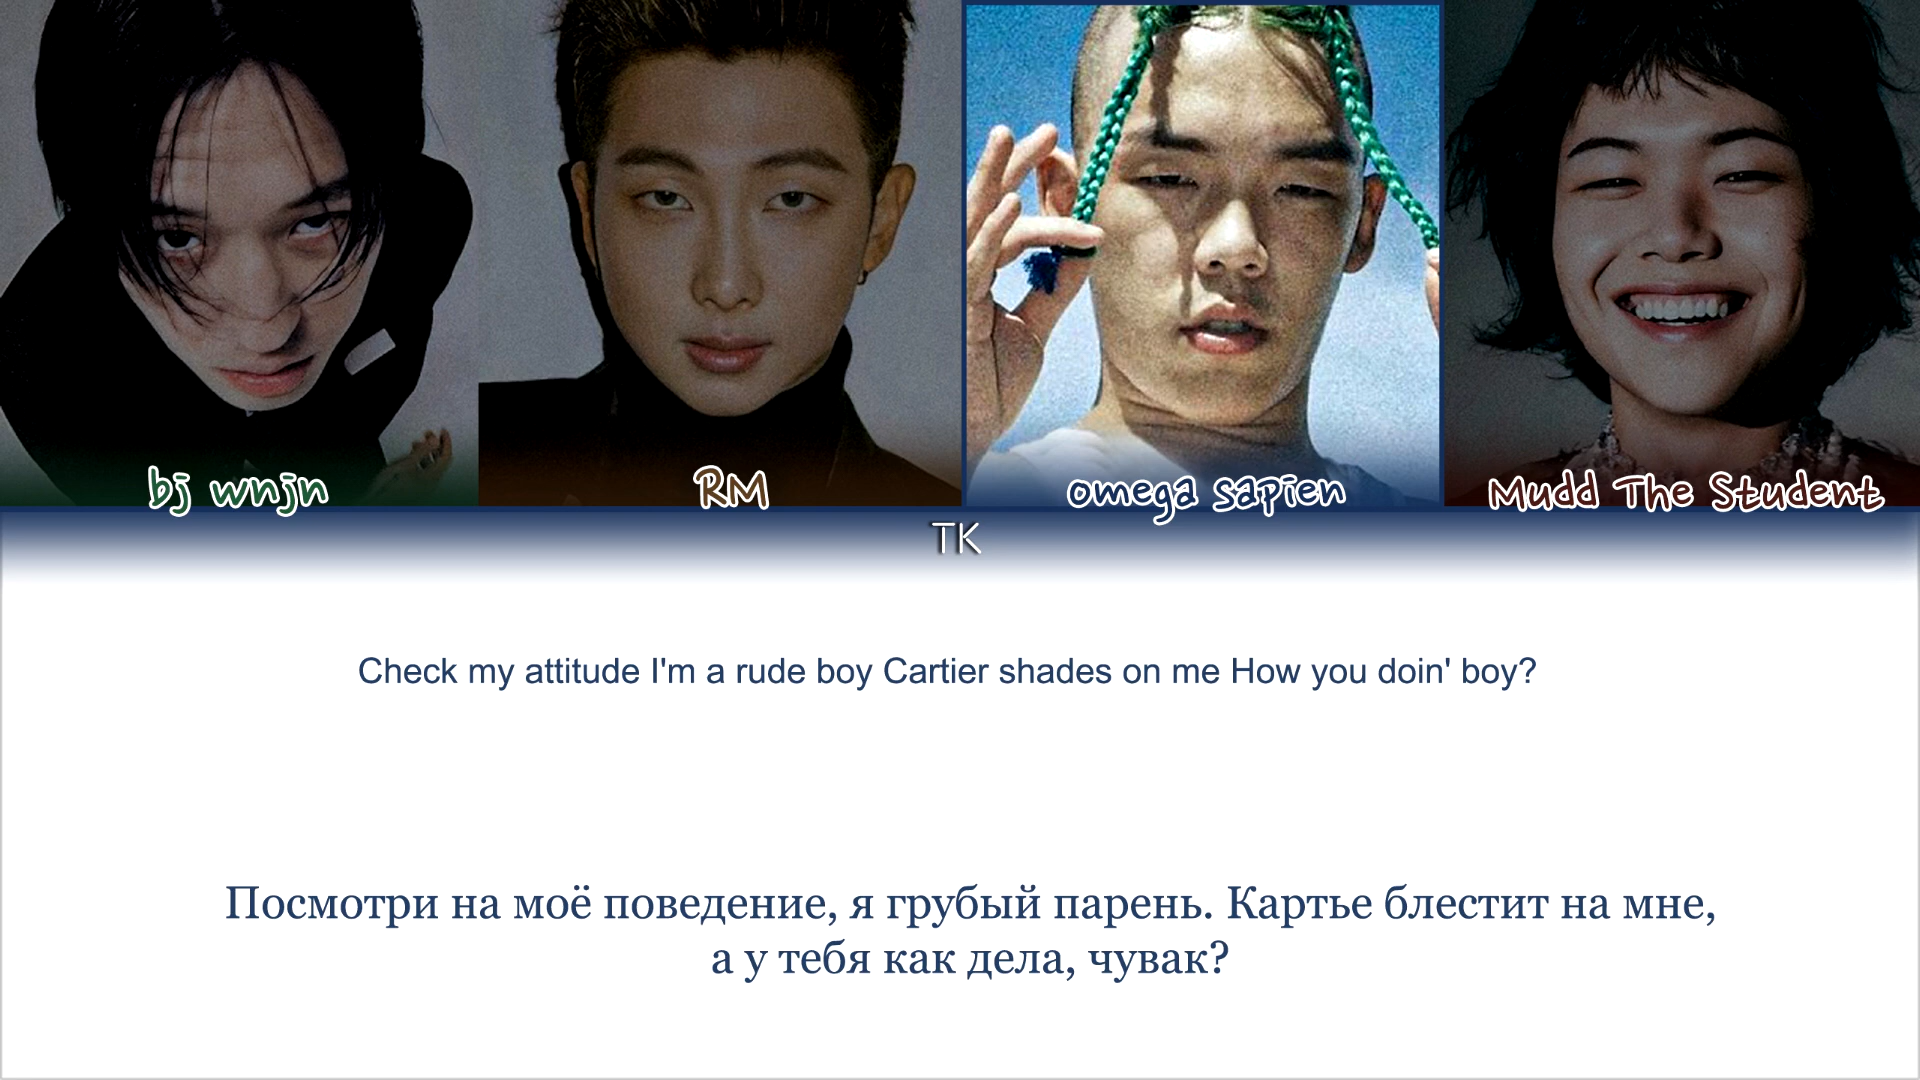 bj wnjn
RM
omega sapien
Mudd The Student
TK
Check my attitude I'm a rude boy Cartier shades on me How you doin' boy?
Посмотри на моё поведение, я грубый парень. Картье блестит на мне,
а у тебя как дела, чувак?